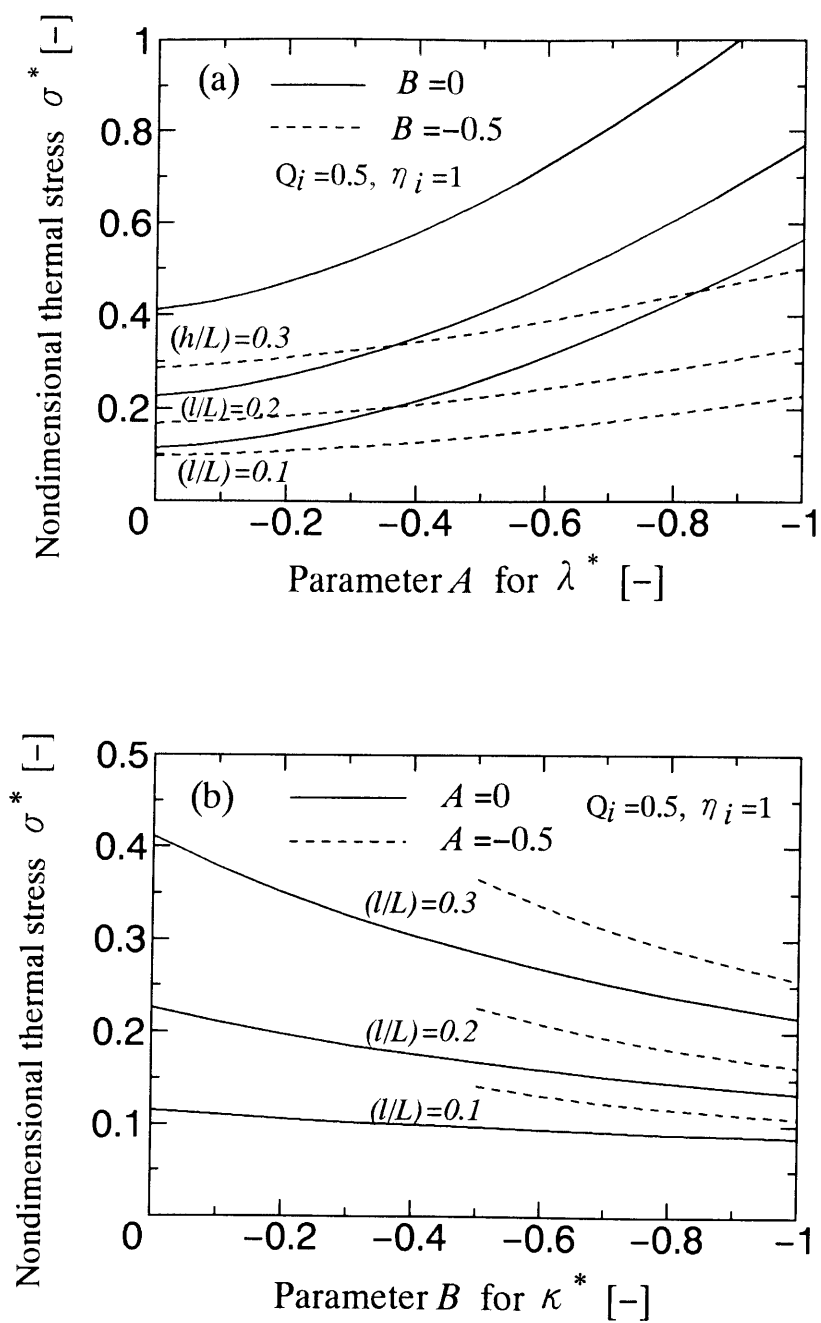 Nondimensional thermal stress σ* [−]
1
0.8
0.6
0.4
0.2
(a)
B=0
B=−0.5
Qi=0.5, ηi=1
(h/L)=0.3
(l/L)=0.2
(l/L)=0.1
0 −0.2 −0.4 −0.6 −0.8 −1
Parameter A for λ* [−]
Nondimensional thermal stress σ* [−]
0.5
0.4
0.3
0.2
0.1
(b)
A=0
A=−0.5
Qi=0.5, ηi=1
(l/L)=0.3
(l/L)=0.2
(l/L)=0.1
0 −0.2 −0.4 −0.6 −0.8 −1
Parameter B for κ* [−]